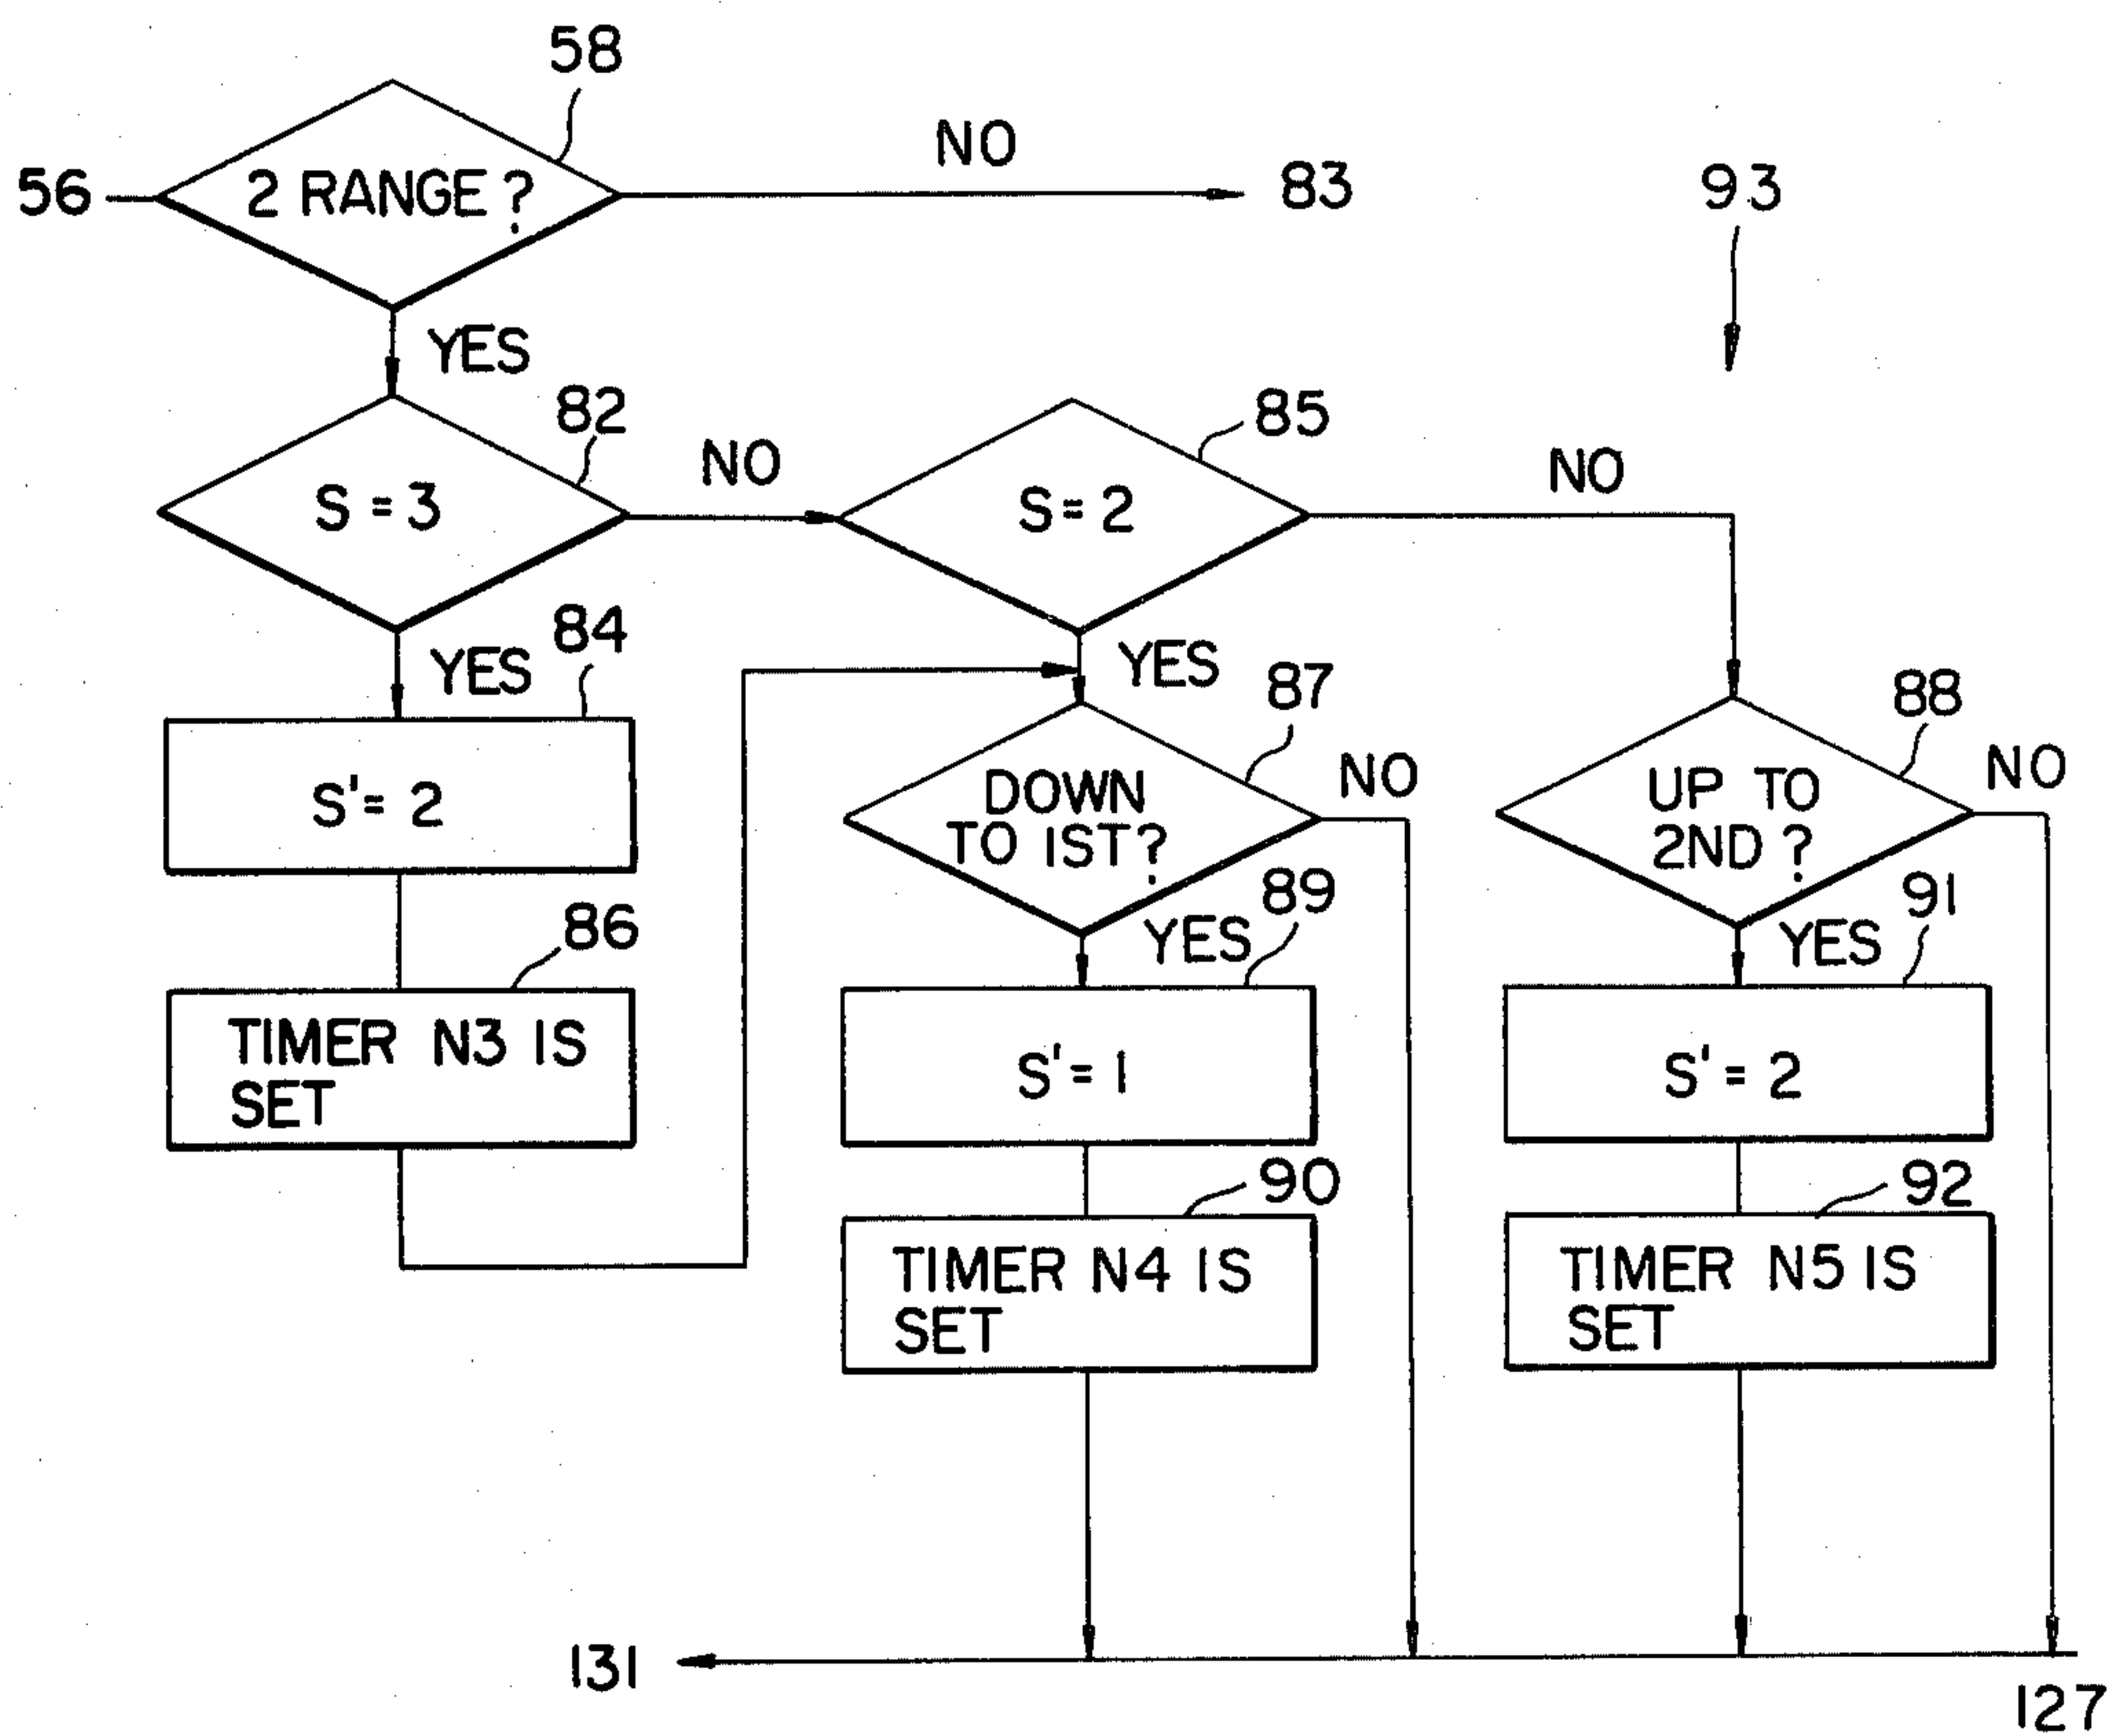 58
56
2 RANGE ?
NO
83
93
YES
82
S = 3
NO
85
S = 2
NO
YES
84
S' = 2
YES
87
DOWN
TO 1ST ?
NO
88
UP TO
2ND ?
NO
86
TIMER N3 IS
SET
YES
89
S' = 1
YES
91
S' = 2
90
TIMER N4 IS
SET
92
TIMER N5 IS
SET
131
127